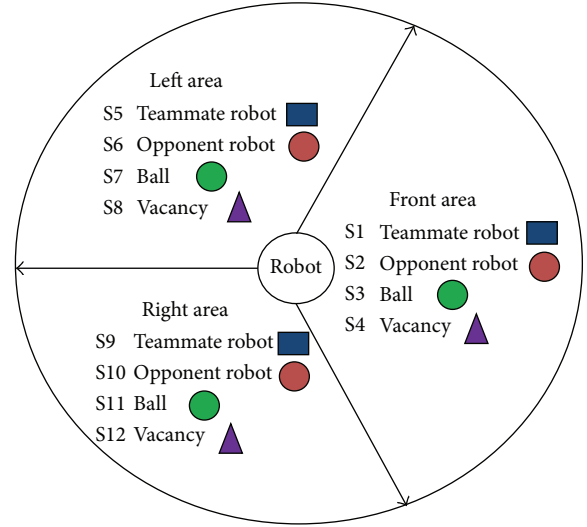 Left area
S5 Teammate robot
S6 Opponent robot
S7 Ball
S8 Vacancy
Front area
S1 Teammate robot
S2 Opponent robot
S3 Ball
S4 Vacancy
Robot
Right area
S9 Teammate robot
S10 Opponent robot
S11 Ball
S12 Vacancy